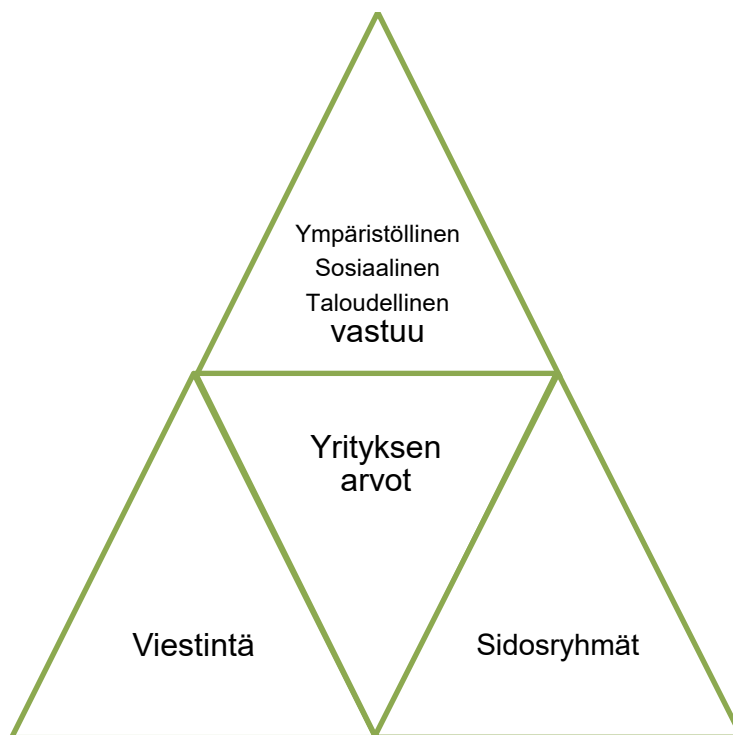 Ympäristöllinen
Sosiaalinen
Taloudellinen
vastuu
Yrityksen
arvot
Viestintä
Sidosryhmät